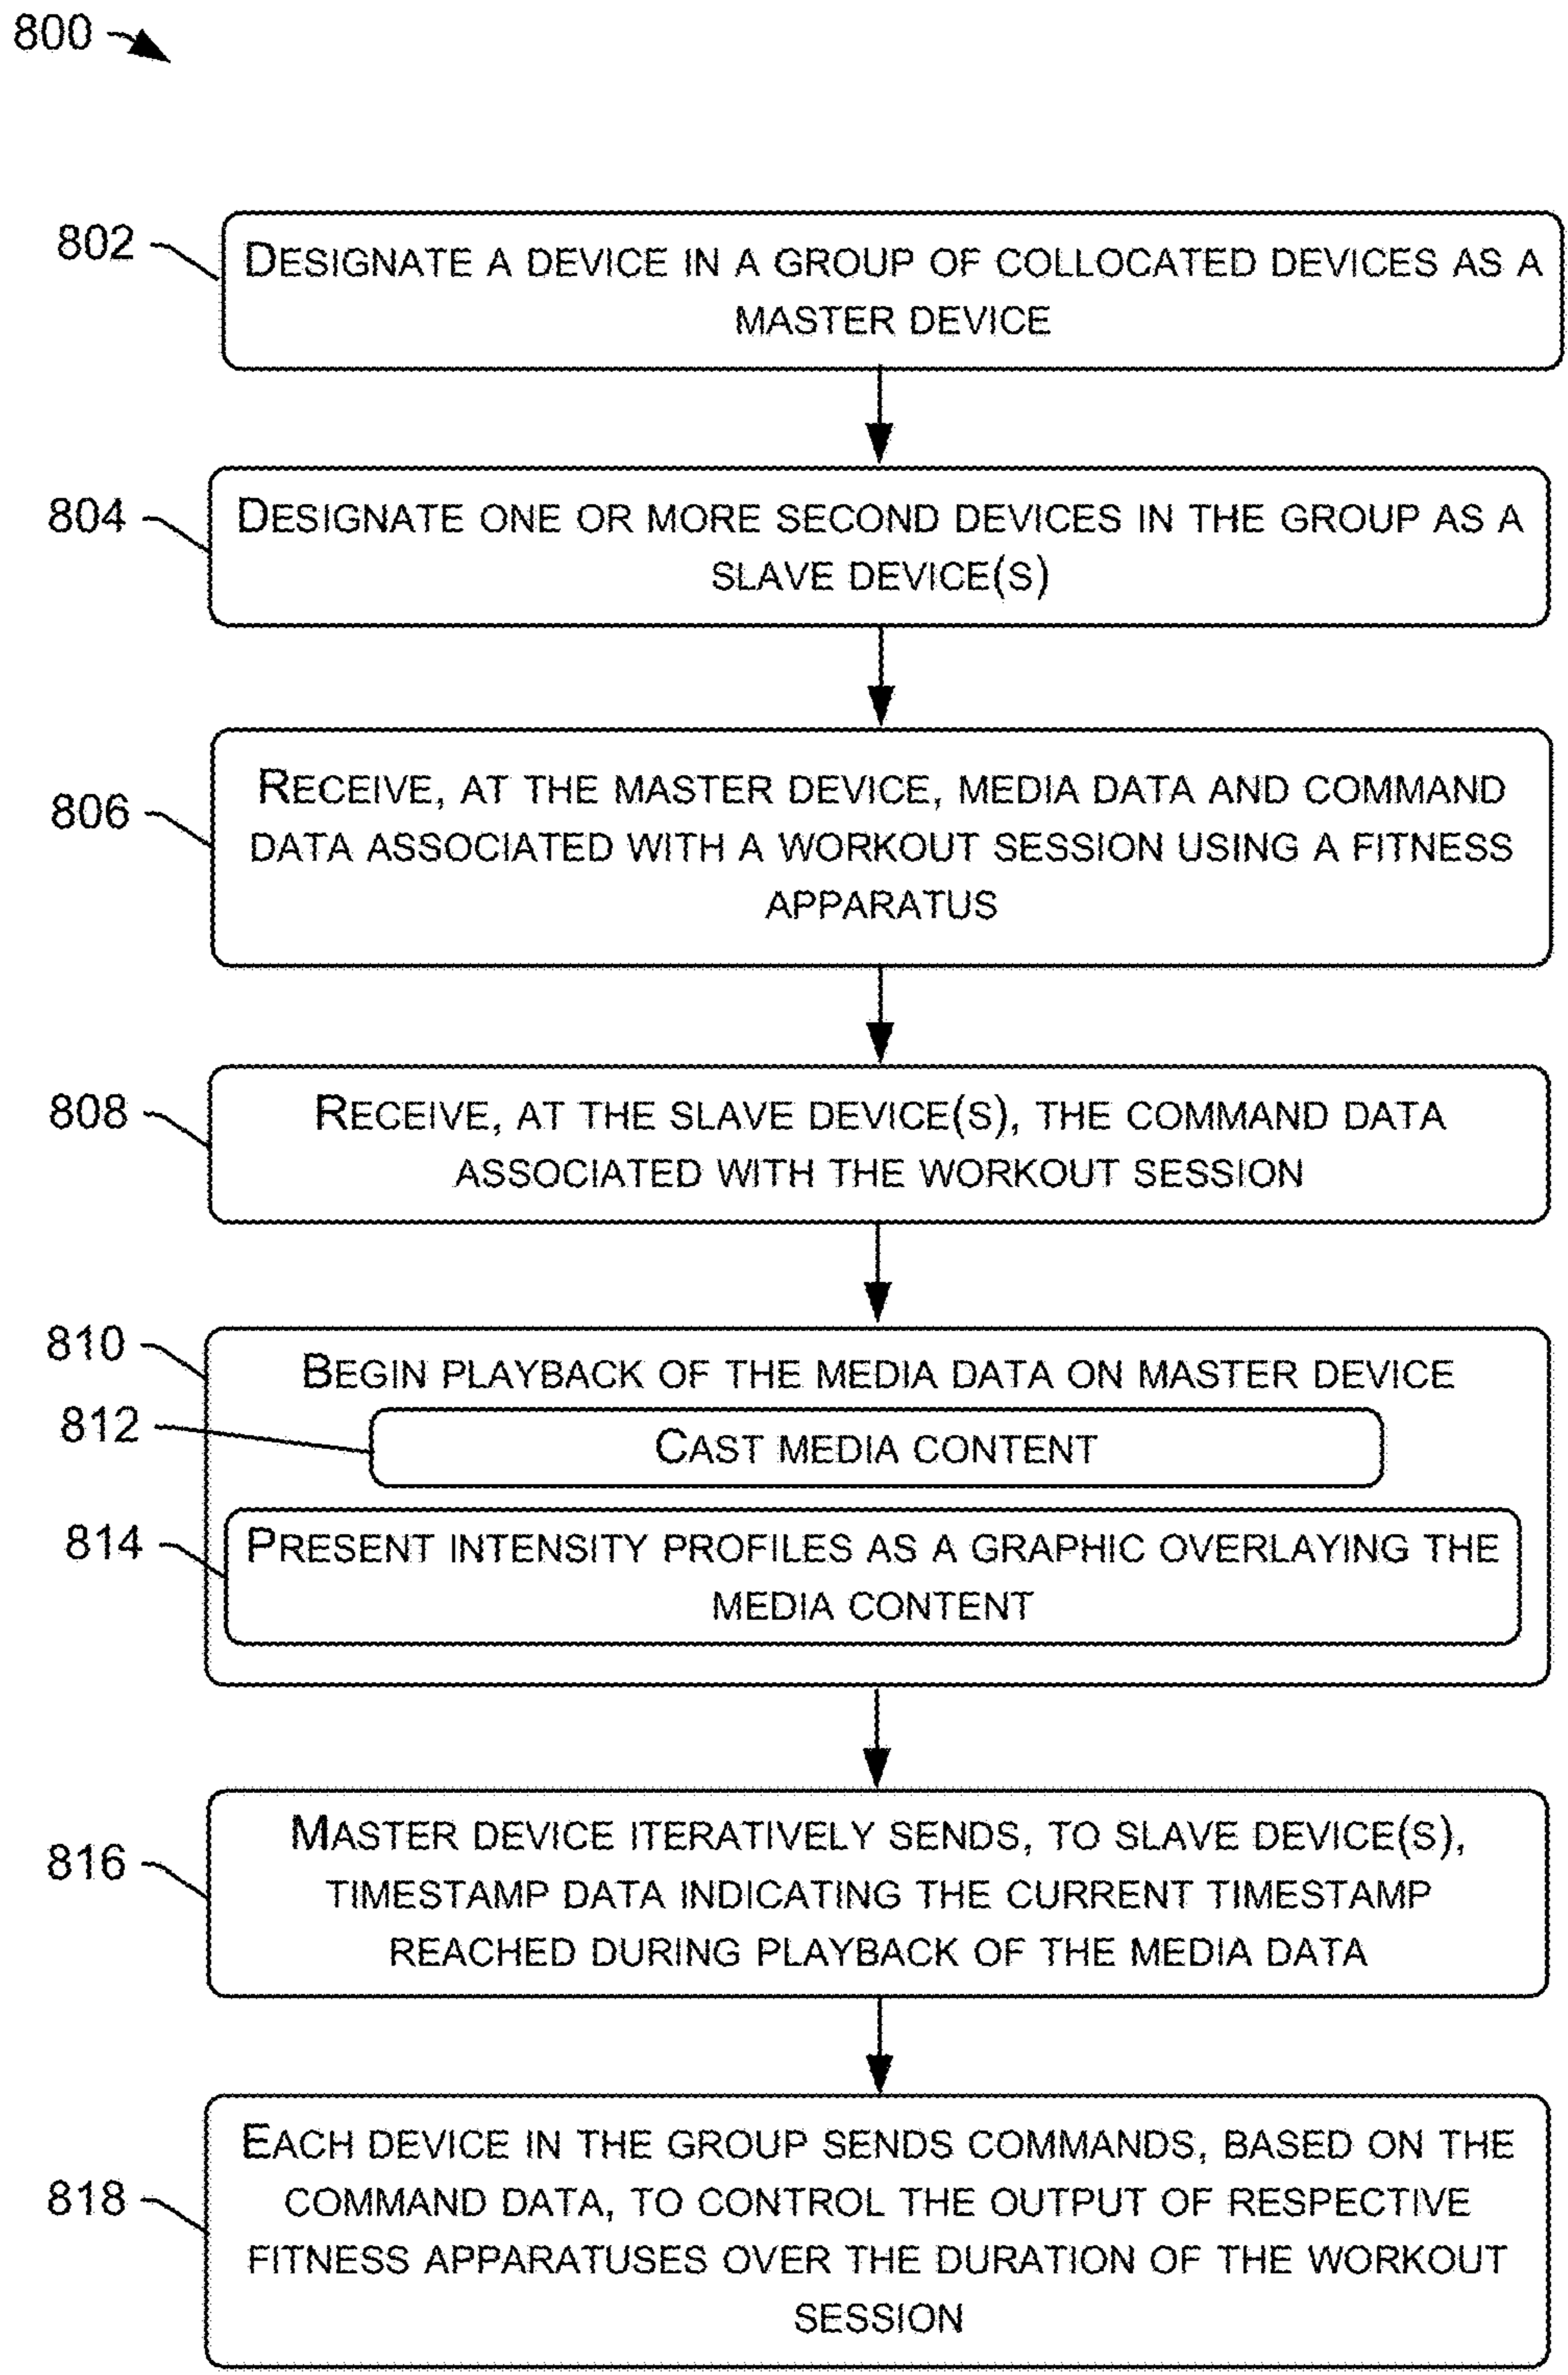 800
802
DESIGNATE A DEVICE IN A GROUP OF COLLOCATED DEVICES AS A
MASTER DEVICE
804
DESIGNATE ONE OR MORE SECOND DEVICES IN THE GROUP AS A
SLAVE DEVICE(S)
806
RECEIVE, AT THE MASTER DEVICE, MEDIA DATA AND COMMAND
DATA ASSOCIATED WITH A WORKOUT SESSION USING A FITNESS
APPARATUS
808
RECEIVE, AT THE SLAVE DEVICE(S), THE COMMAND DATA
ASSOCIATED WITH THE WORKOUT SESSION
810
BEGIN PLAYBACK OF THE MEDIA DATA ON MASTER DEVICE
812
CAST MEDIA CONTENT
814
PRESENT INTENSITY PROFILES AS A GRAPHIC OVERLAYING THE
MEDIA CONTENT
816
MASTER DEVICE ITERATIVELY SENDS, TO SLAVE DEVICE(S),
TIMESTAMP DATA INDICATING THE CURRENT TIMESTAMP
REACHED DURING PLAYBACK OF THE MEDIA DATA
818
EACH DEVICE IN THE GROUP SENDS COMMANDS, BASED ON THE
COMMAND DATA, TO CONTROL THE OUTPUT OF RESPECTIVE
FITNESS APPARATUSES OVER THE DURATION OF THE WORKOUT
SESSION